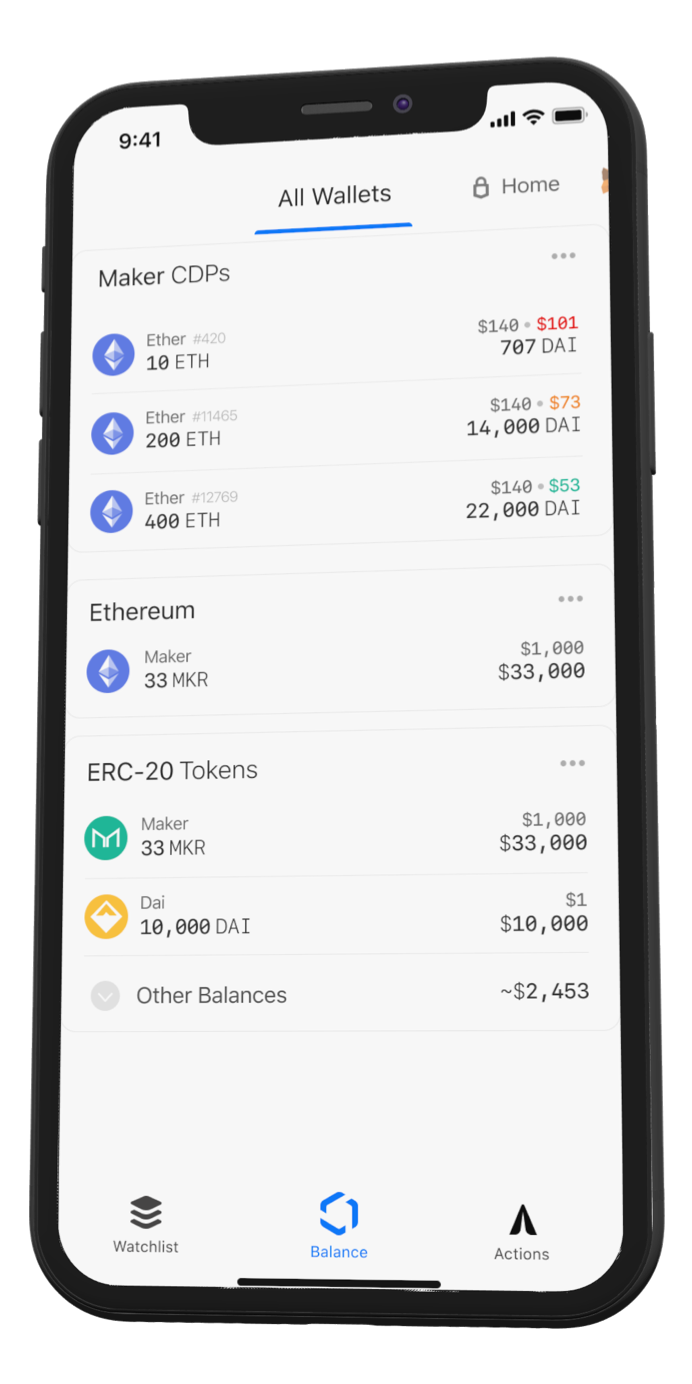 9:41
All Wallets
Home
Maker CDPs
Ether #420
$140 • $101
10 ETH
707 DAI
Ether #11465
$140 • $73
200 ETH
14,000 DAI
Ether #12769
$140 • $53
400 ETH
22,000 DAI
Ethereum
Maker
$1,000
33 MKR
$33,000
ERC-20 Tokens
Maker
$1,000
33 MKR
$33,000
Dai
$1
10,000 DAI
$10,000
Other Balances
~$2,453
Watchlist
Balance
Actions